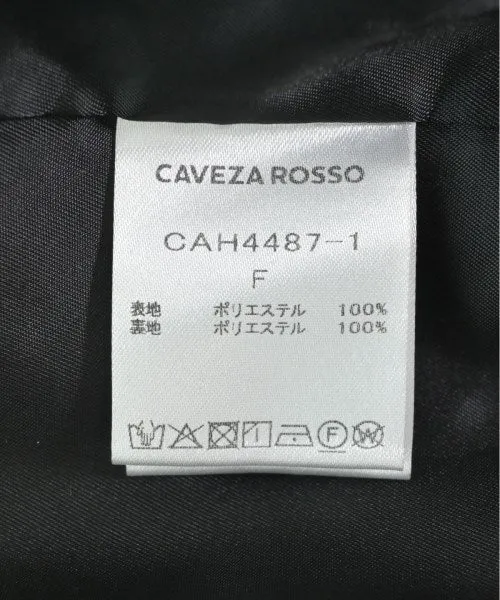 CAVEZA ROSSO
CAH4487-1
F
表地 ポリエステル 100%
裏地 ポリエステル 100%
F W